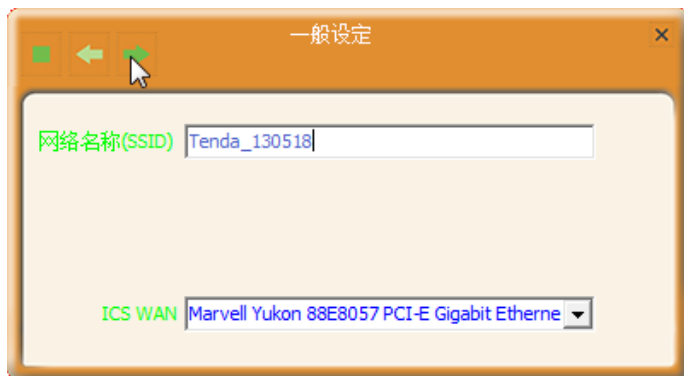 一般设定
网络名称(SSID) Tenda_130518
ICS WAN Marvell Yukon 88E8057 PCI-E Gigabit Etherne